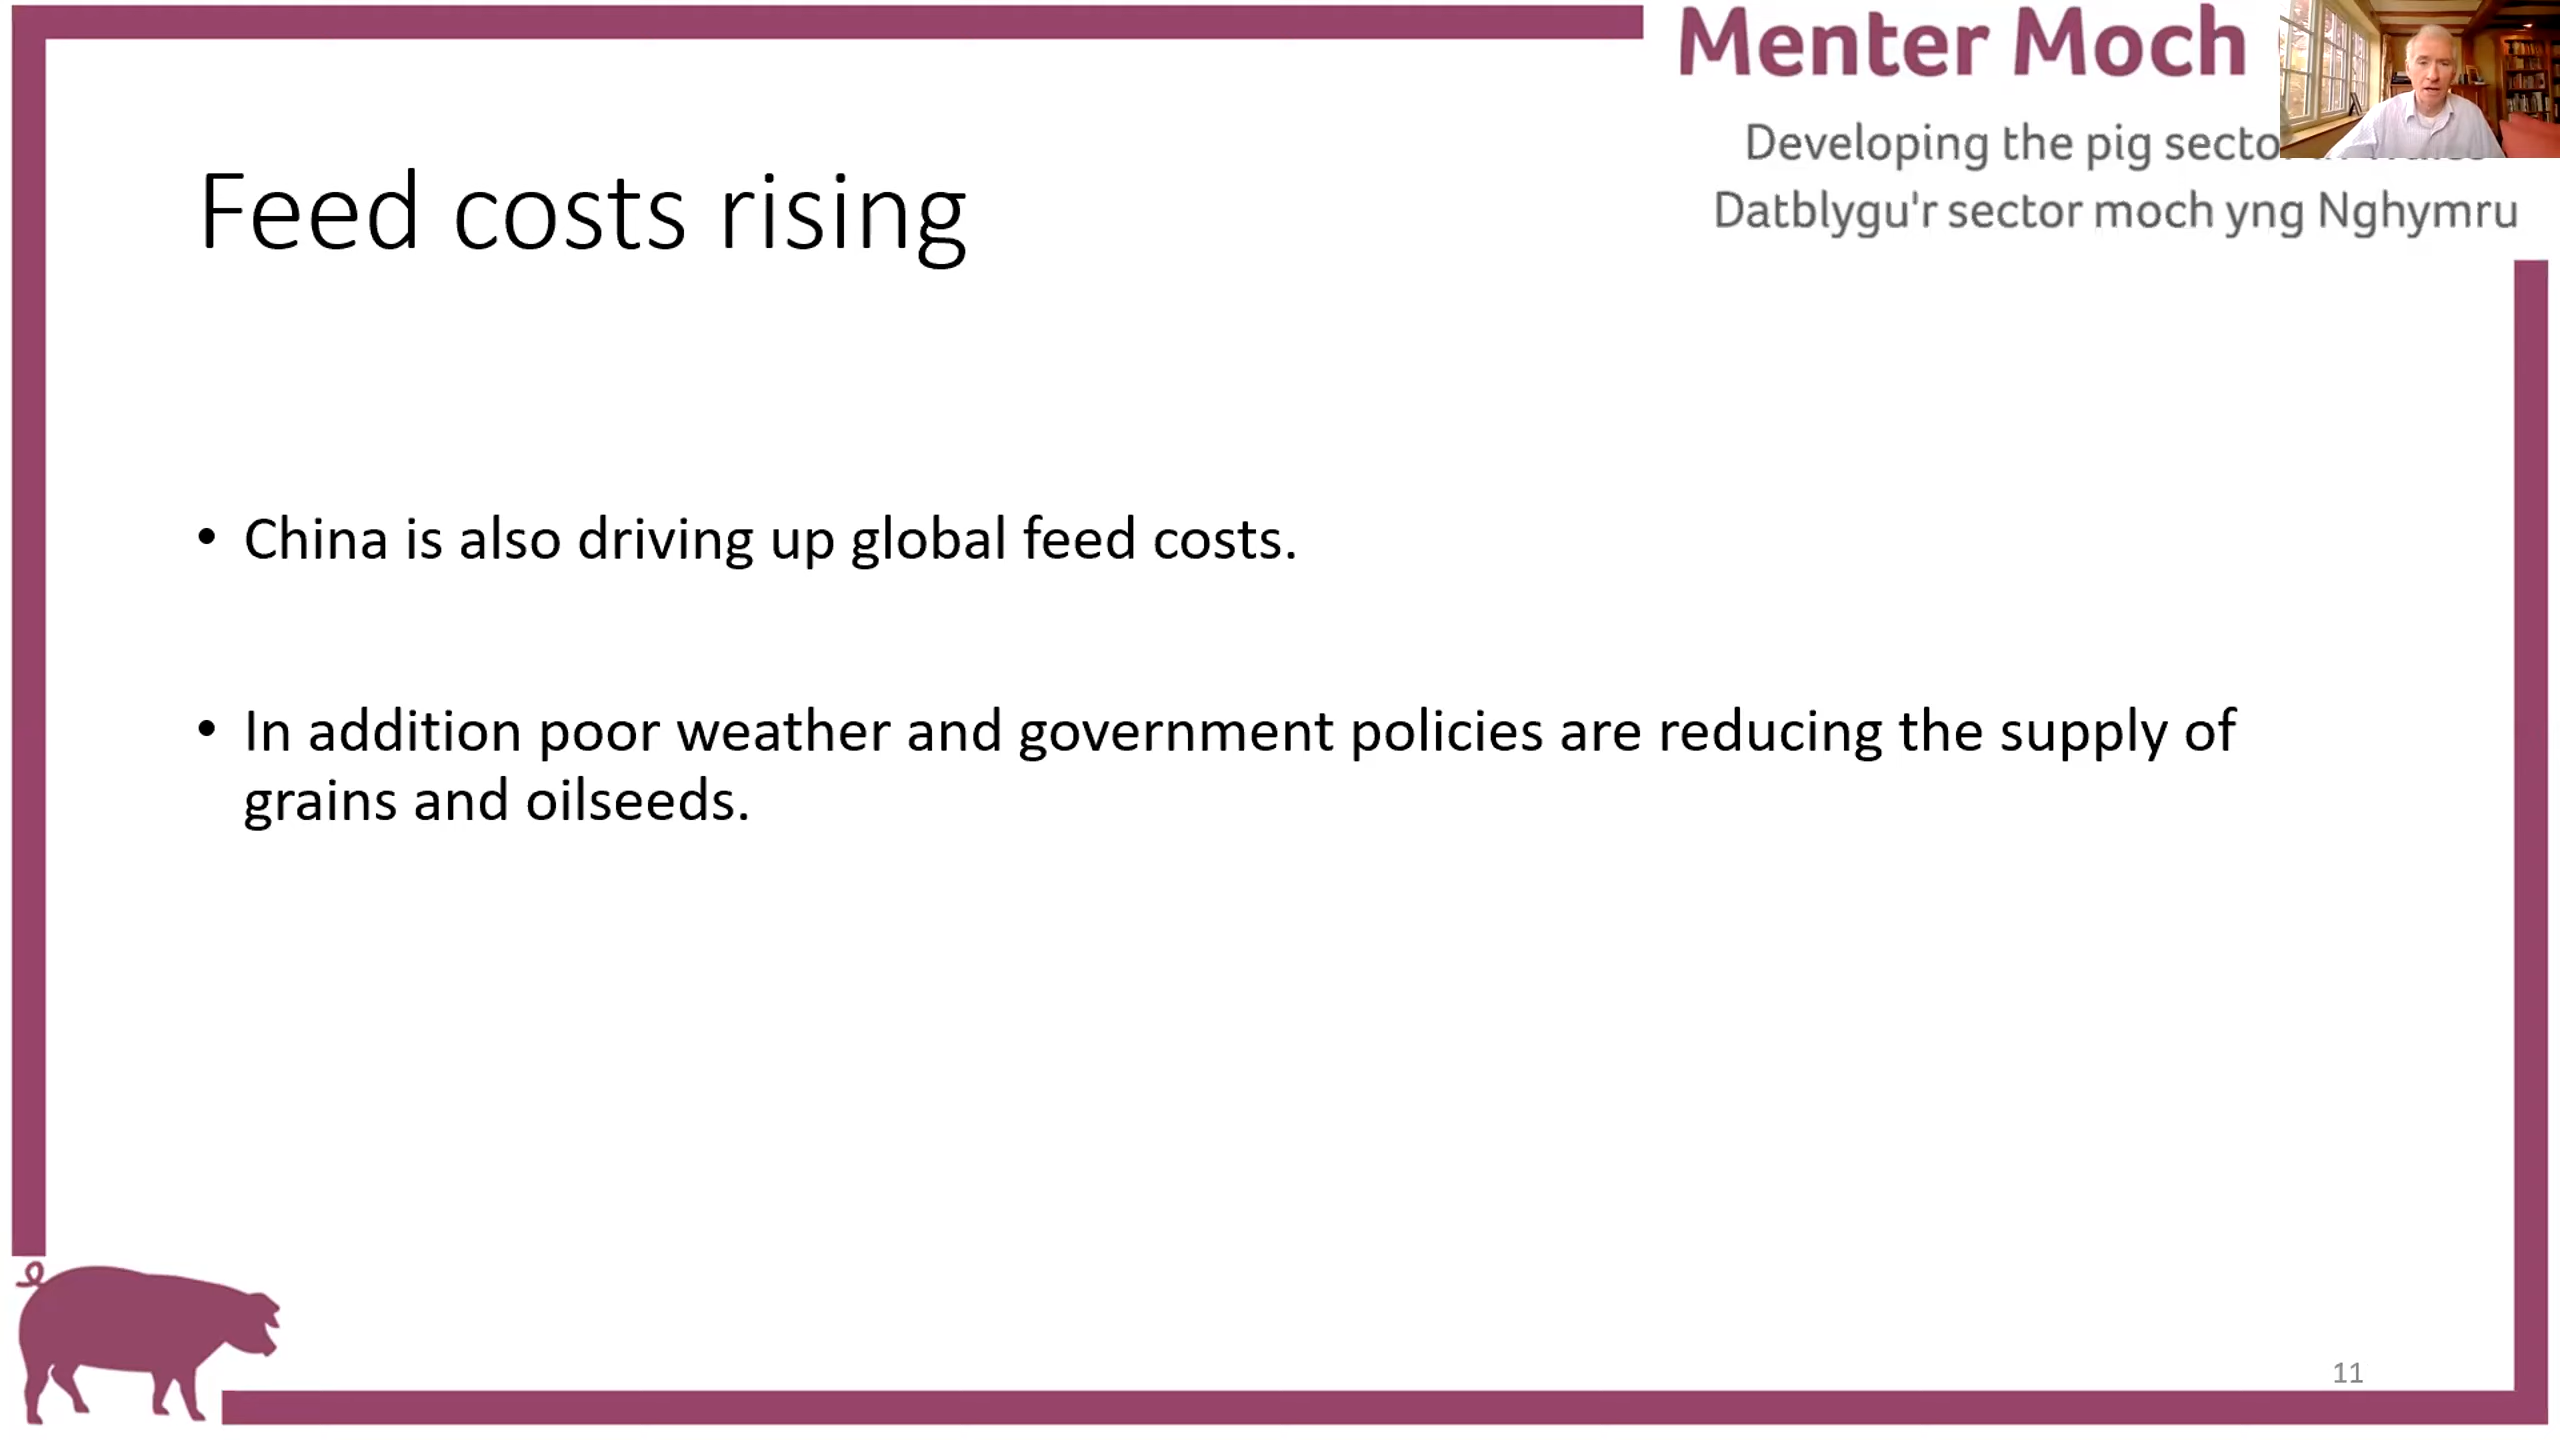 Menter Moch
Developing the pig
Datblygu'r sector moch yng Nghymru
Feed costs rising
• China is also driving up global feed costs.
• In addition poor weather and government policies are reducing the supply of
grains and oilseeds.
11